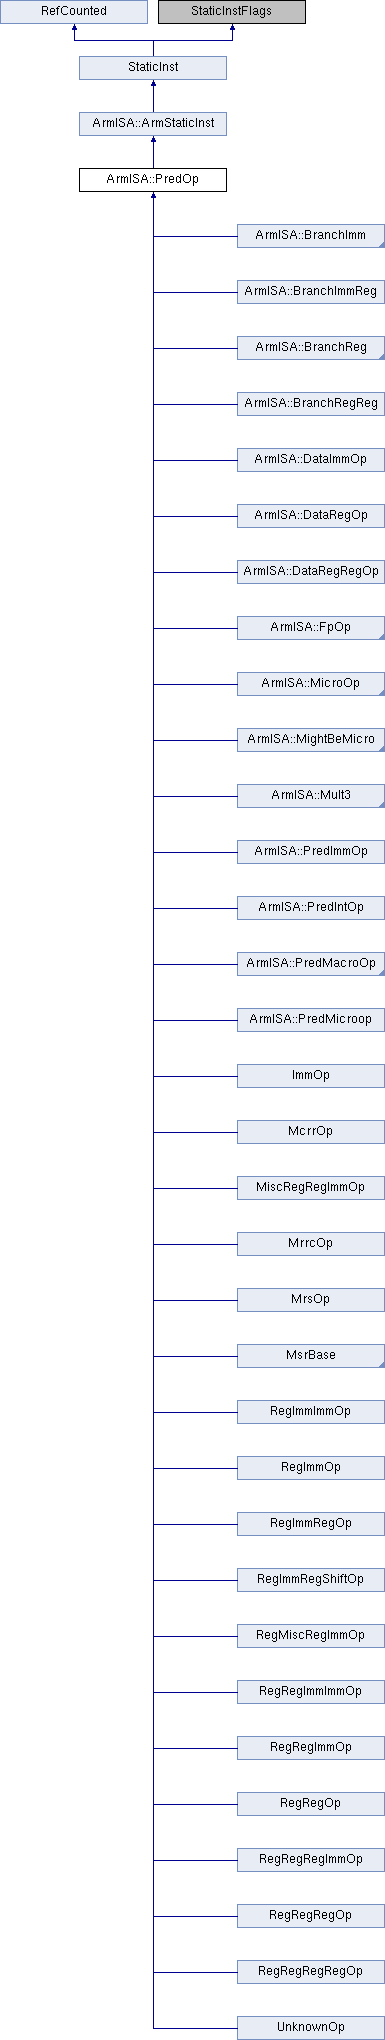 RefCounted
StaticInstFlags
StaticInst
ArmISA::ArmStaticInst
ArmISA::PredOp
ArmISA::BranchImm
ArmISA::BranchImmReg
ArmISA::BranchReg
ArmISA::BranchRegReg
ArmISA::DataImmOp
ArmISA::DataRegOp
ArmISA::DataRegRegOp
ArmISA::FpOp
ArmISA::MicroOp
ArmISA::MightBeMicro
ArmISA::Mult3
ArmISA::PredImmOp
ArmISA::PredIntOp
ArmISA::PredMacroOp
ArmISA::PredMicroop
ImmOp
McrrOp
MiscRegRegImmOp
MrrcOp
MrsOp
MsrBase
RegImmImmOp
RegImmOp
RegImmRegOp
RegImmRegShiftOp
RegMiscRegImmOp
RegRegImmImmOp
RegRegImmOp
RegRegOp
RegRegRegImmOp
RegRegRegOp
RegRegRegRegOp
UnknownOp